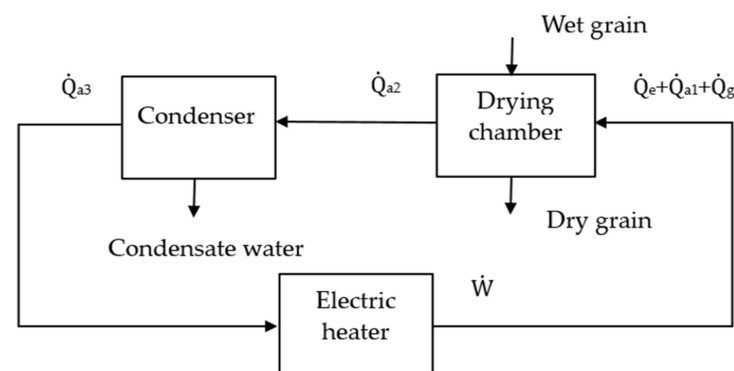 Wet grain
Q̇a3
Condenser
Q̇a2
Drying
chamber
Q̇e+Q̇a1+Q̇g
Condensate water
Dry grain
Electric
heater
Ẇ